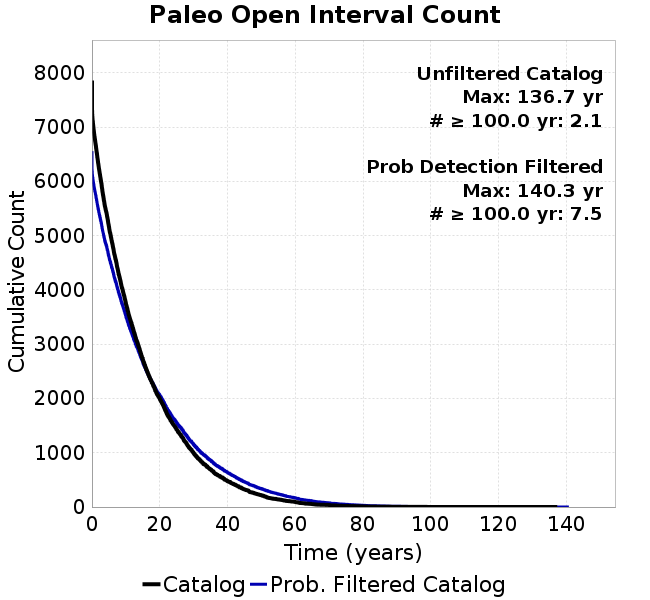 Paleo Open Interval Count
Unfiltered Catalog
Max: 136.7 yr
# ≥ 100.0 yr: 2.1
Prob Detection Filtered
Max: 140.3 yr
# ≥ 100.0 yr: 7.5
Cumulative Count
8000
7000
6000
5000
4000
3000
2000
1000
0
0 20 40 60 80 100 120 140
Time (years)
Catalog Prob. Filtered Catalog